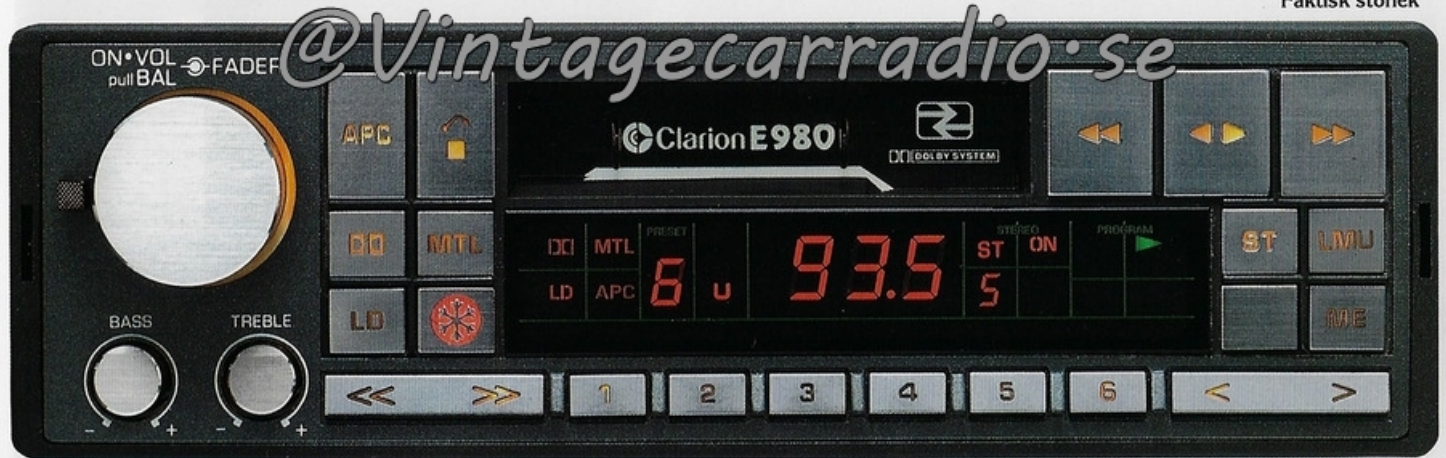 Faktisk storlek
@Vintagecarradio.se
ON•VOL
pull BAL
FADER
APC
Clarion E980
DOLBY SYSTEM
MTL
LD
MTL
PRESET
STEREO
PROGRAM
LD
APC
6
U
93.5
ST
ON
5
ST
LMU
ME
BASS
TREBLE
- +
- +
<< >>
1
2
3
4
5
6
< >